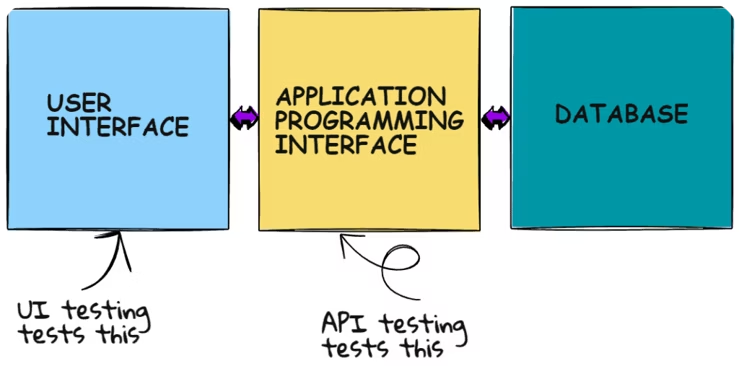 USER
INTERFACE
APPLICATION
PROGRAMMING
INTERFACE
DATABASE
UI testing
tests this
API testing
tests this